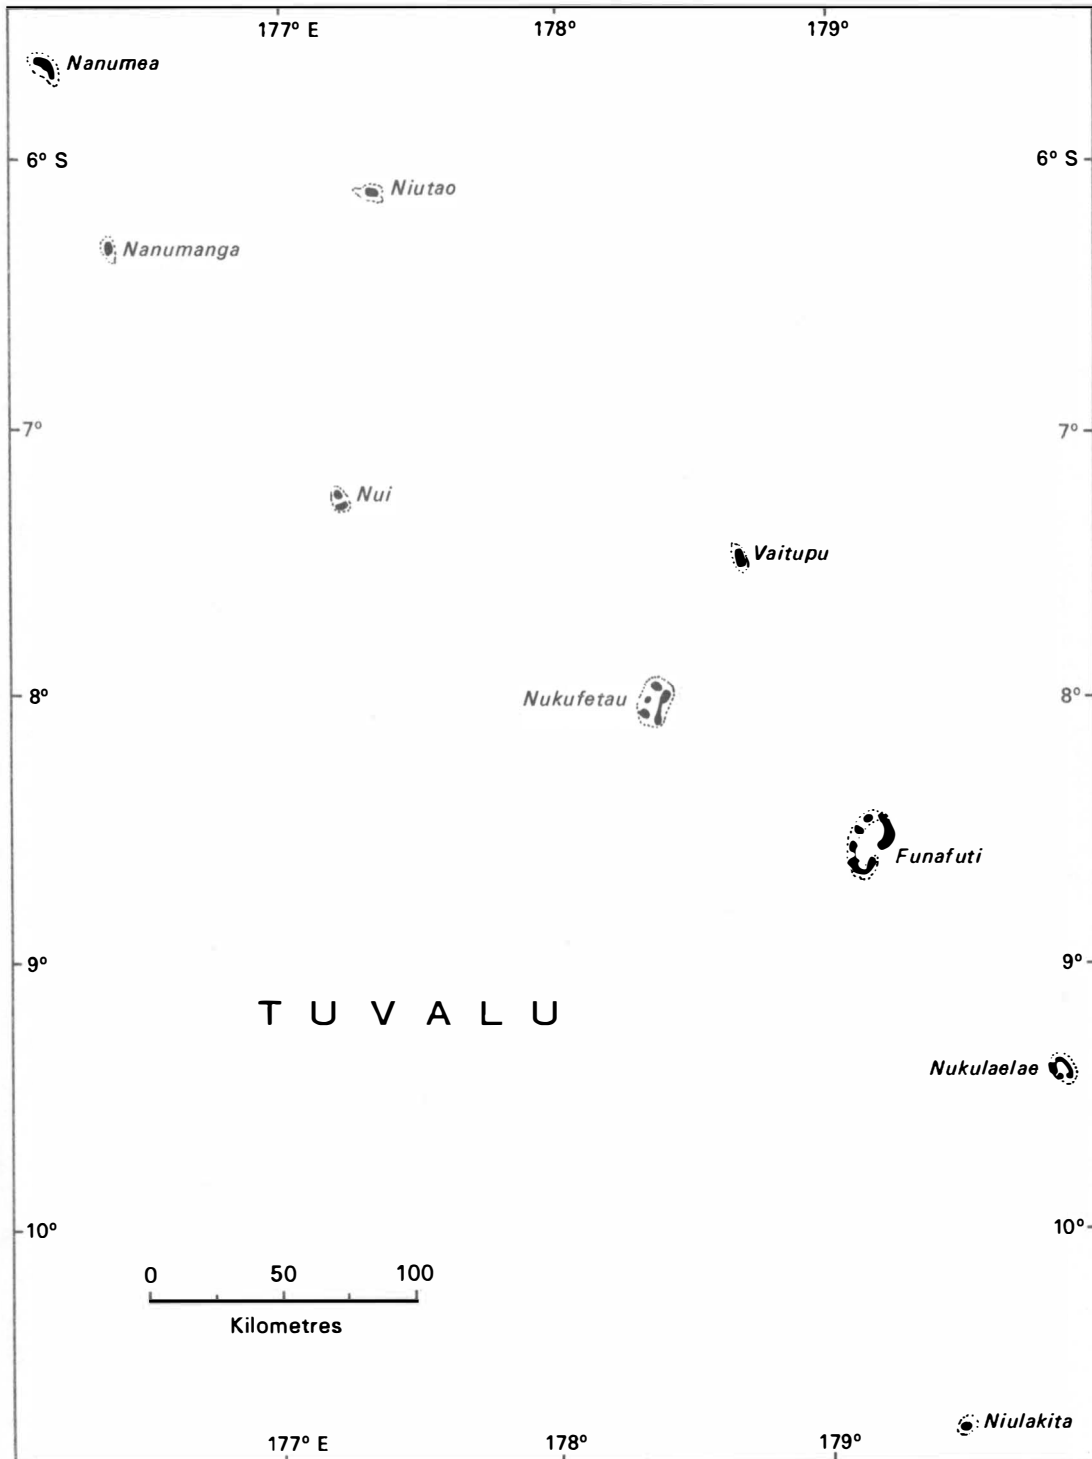 177° E 178° 179°
Nanumea
6° S 6° S
Niutao
Nanumanga
7° 7°
Nui
Vaitupu
8° 8°
Nukufetau
Funafuti
9° 9°
TUVALU
Nukulaelae
10° 10°
0 50 100
Kilometres
Niulakita
177° E 178° 179°